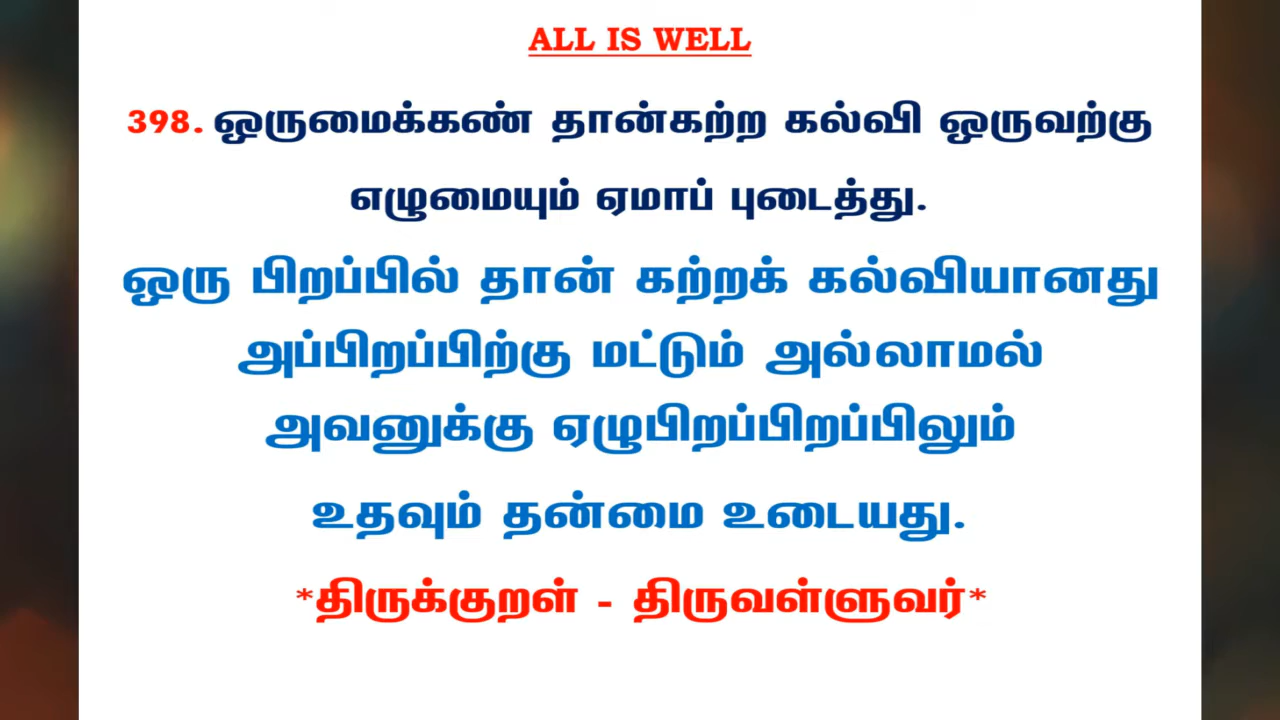 ALL IS WELL
398. ஒருமைக்கண் தான்கற்ற கல்வி ஒருவற்கு
எழுமையும் ஏமாப் புடைத்து.
ஒரு பிறப்பில் தான் கற்றக் கல்வியானது
அப்பிறப்பிற்கு மட்டும் அல்லாமல்
அவனுக்கு ஏழுபிறப்பிறப்பிலும்
உதவும் தன்மை உடையது.
*திருக்குறள் - திருவள்ளுவர்*